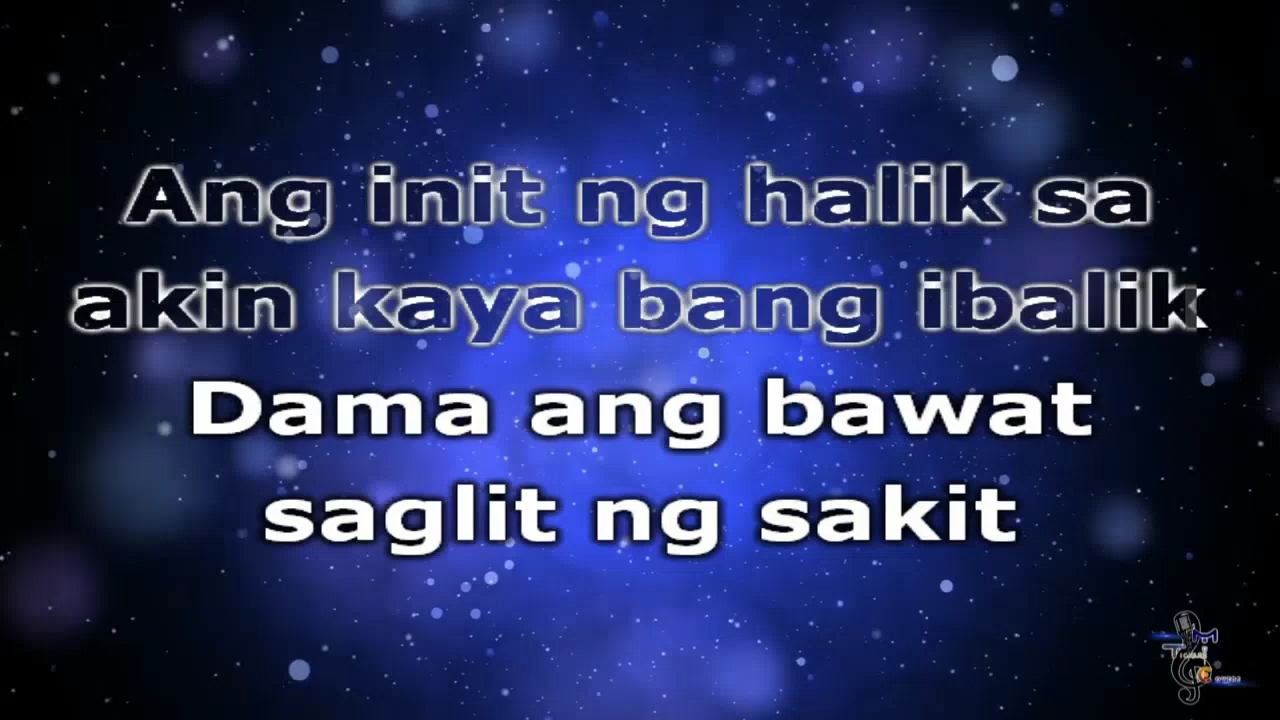 Ang init ng halik sa
akin kaya bang ibalik
Dama ang bawat
saglit ng sakit